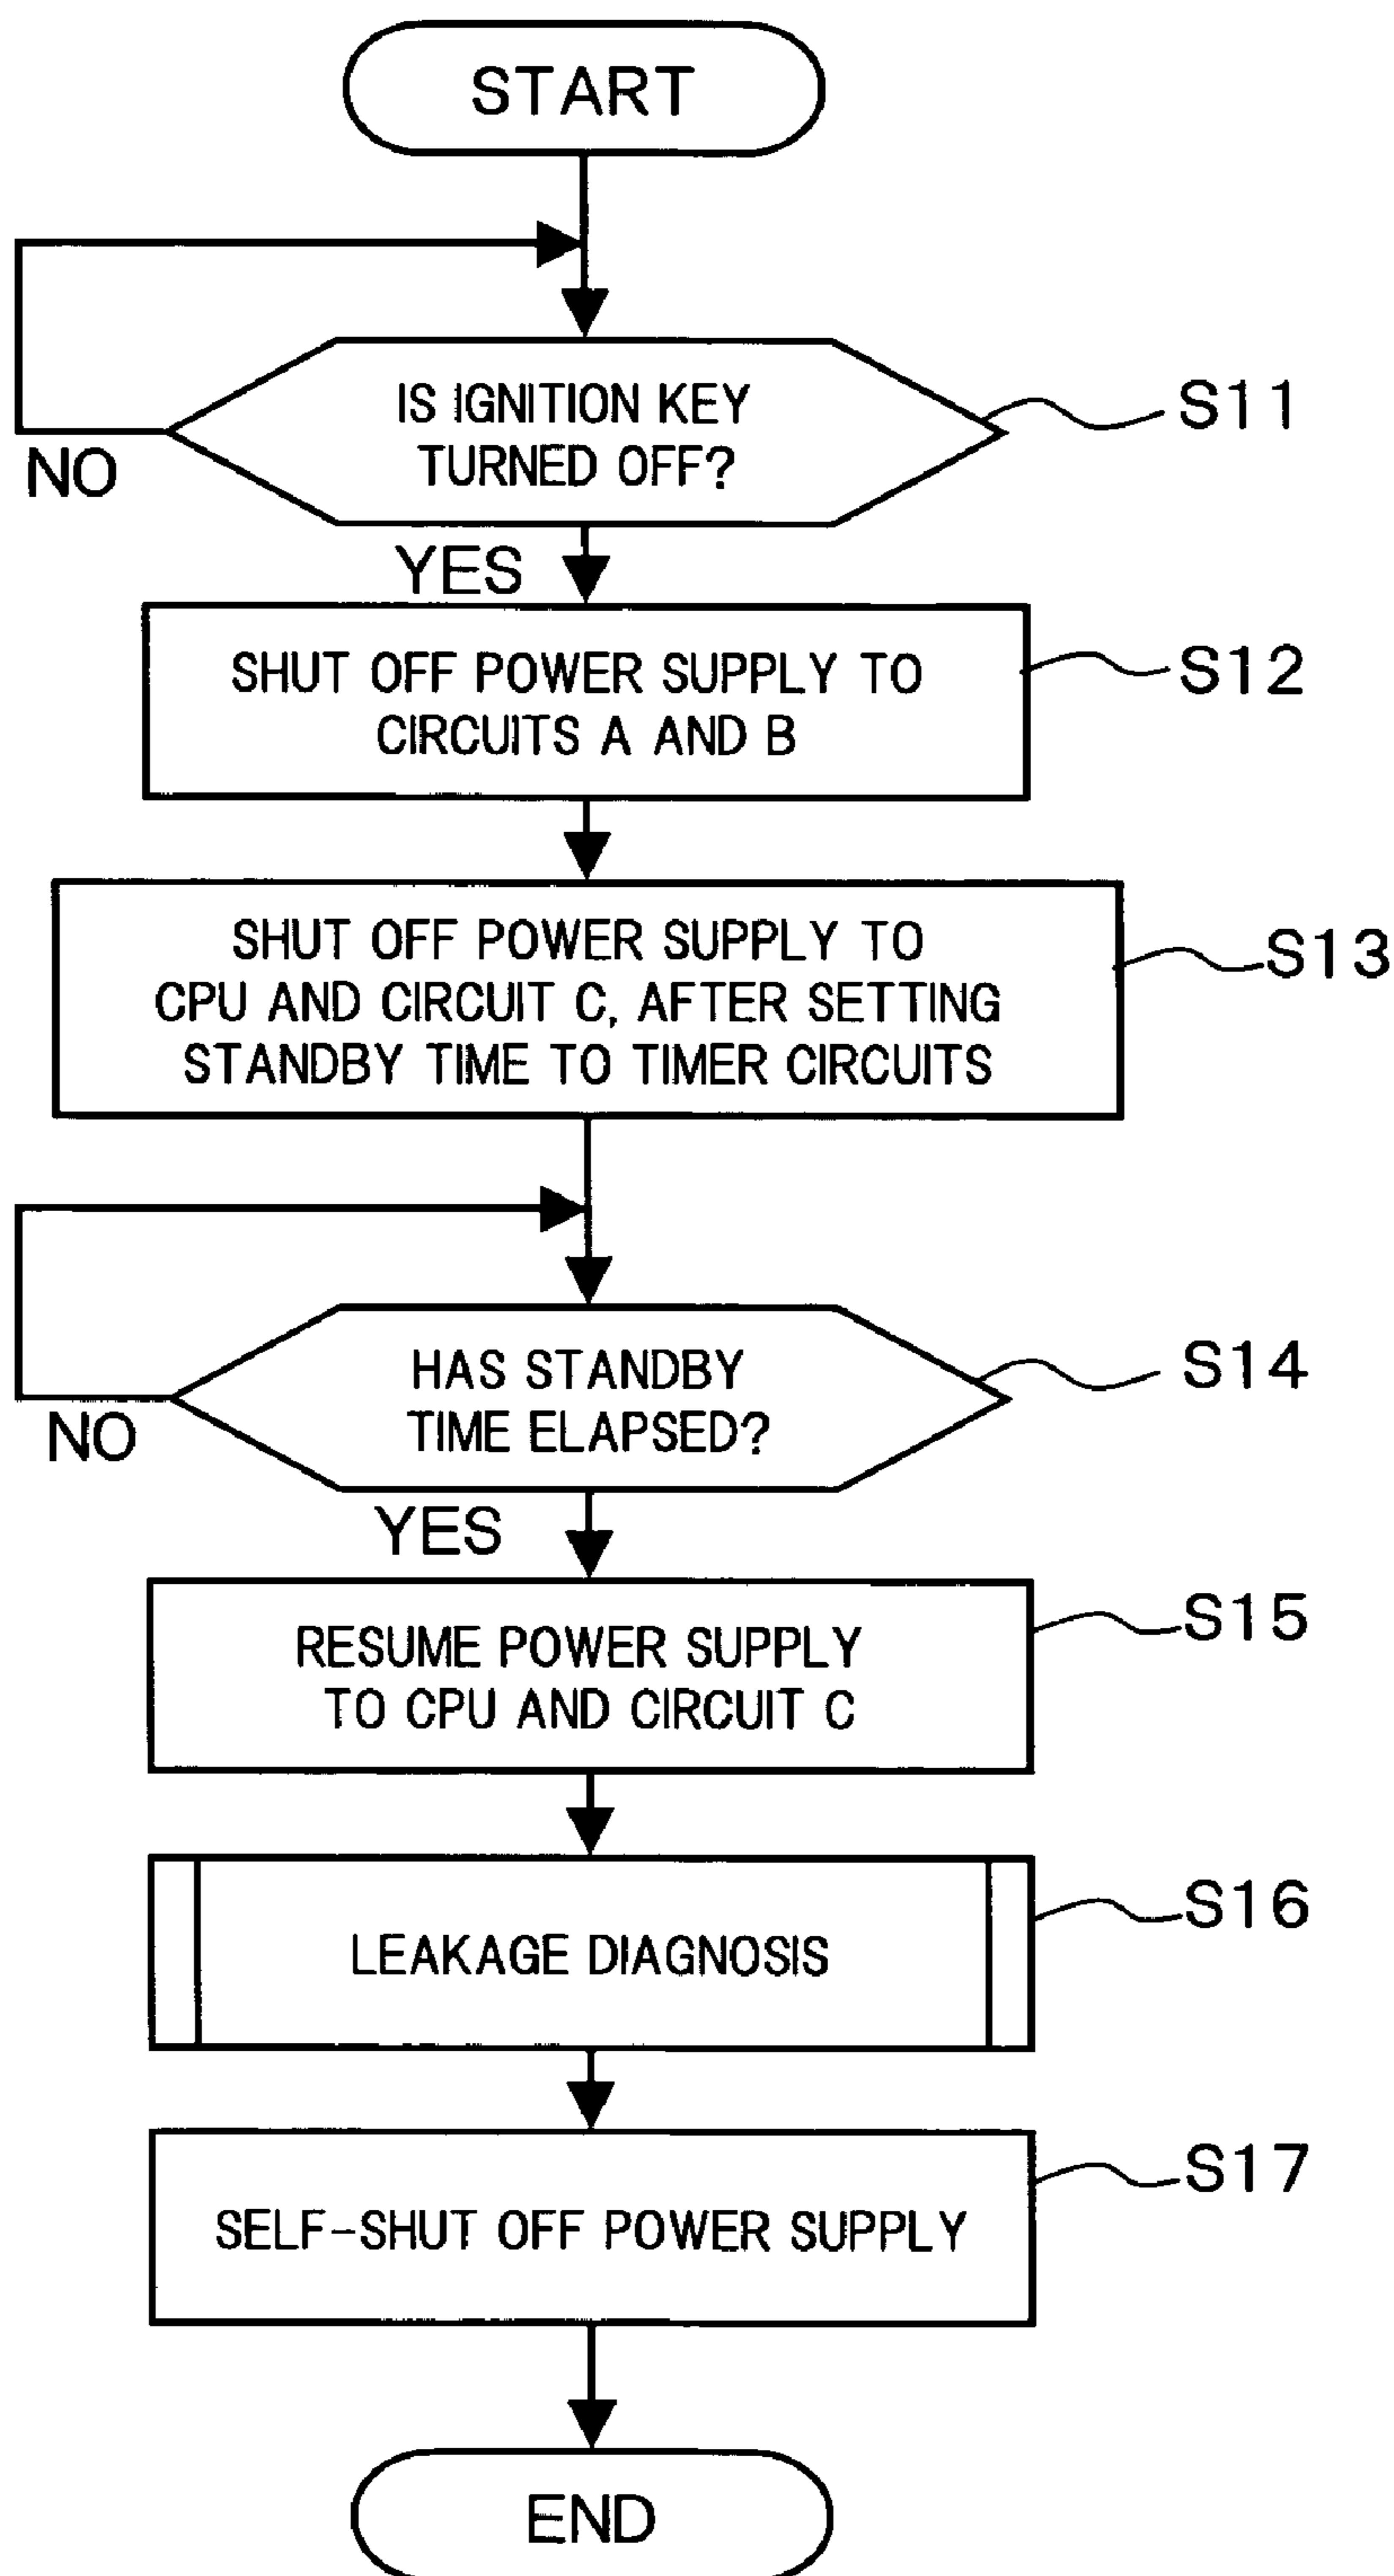 START
IS IGNITION KEY
TURNED OFF?
S11
NO
YES
SHUT OFF POWER SUPPLY TO
CIRCUITS A AND B
S12
SHUT OFF POWER SUPPLY TO
CPU AND CIRCUIT C, AFTER SETTING
STANDBY TIME TO TIMER CIRCUITS
S13
HAS STANDBY
TIME ELAPSED?
S14
NO
YES
RESUME POWER SUPPLY
TO CPU AND CIRCUIT C
S15
LEAKAGE DIAGNOSIS
S16
SELF-SHUT OFF POWER SUPPLY
S17
END